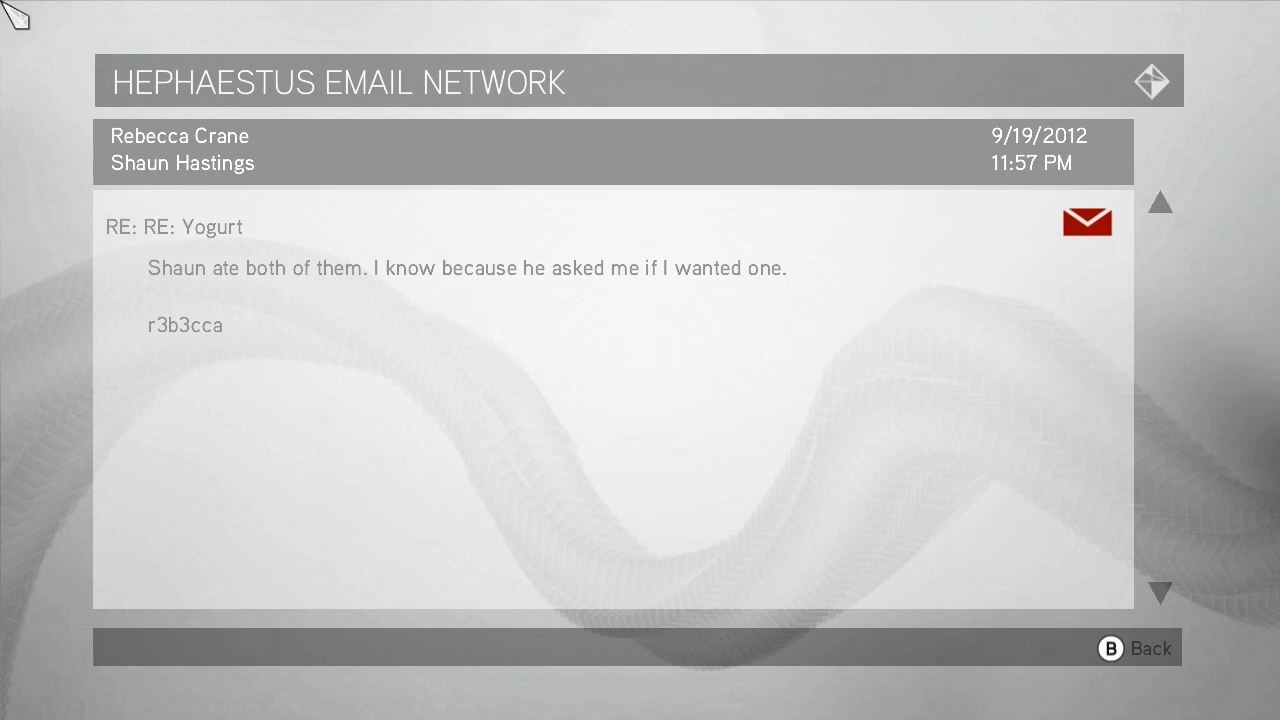 HEPHAESTUS EMAIL NETWORK
Rebecca Crane
9/19/2012
Shaun Hastings
11:57 PM
RE: RE: Yogurt
Shaun ate both of them. I know because he asked me if I wanted one.
r3b3cca
B Back